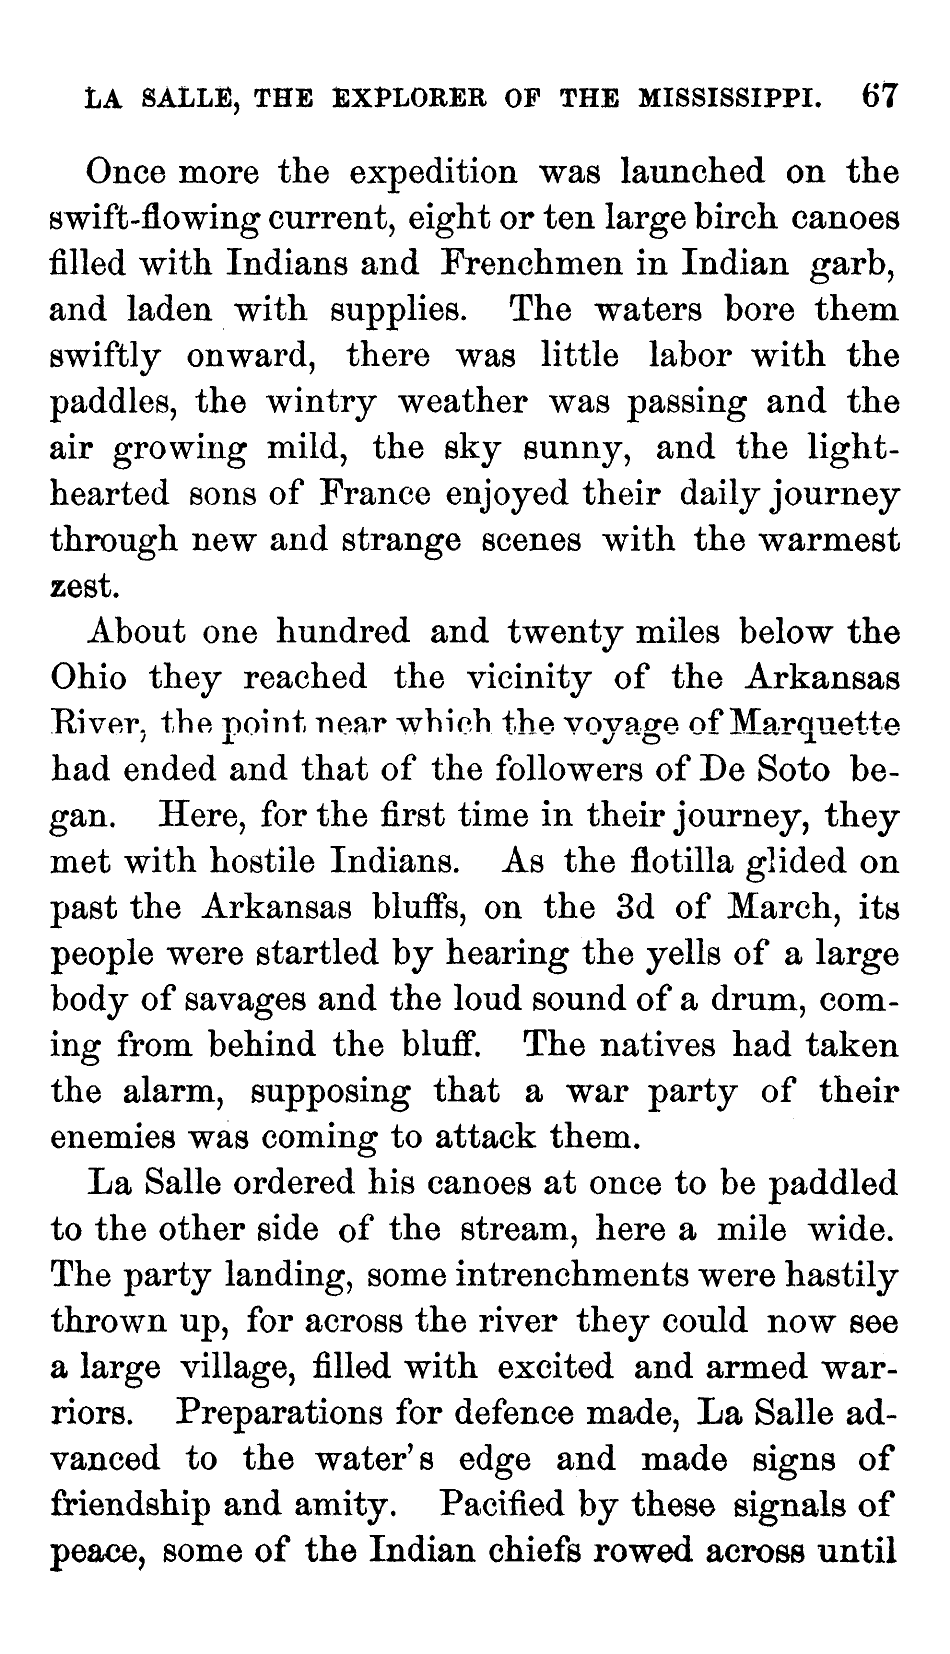 LA SALLE, THE EXPLORER OF THE MISSISSIPPI. 67
Once more the expedition was launched on the
swift-flowing current, eight or ten large birch canoes
filled with Indians and Frenchmen in Indian garb,
and laden with supplies. The waters bore them
swiftly onward, there was little labor with the
paddles, the wintry weather was passing and the
air growing mild, the sky sunny, and the light-
hearted sons of France enjoyed their daily journey
through new and strange scenes with the warmest
zest.
About one hundred and twenty miles below the
Ohio they reached the vicinity of the Arkansas
River, the point near which the voyage of Marquette
had ended and that of the followers of De Soto be-
gan. Here, for the first time in their journey, they
met with hostile Indians. As the flotilla glided on
past the Arkansas bluffs, on the 3d of March, its
people were startled by hearing the yells of a large
body of savages and the loud sound of a drum, com-
ing from behind the bluff. The natives had taken
the alarm, supposing that a war party of their
enemies was coming to attack them.
La Salle ordered his canoes at once to be paddled
to the other side of the stream, here a mile wide.
The party landing, some intrenchments were hastily
thrown up, for across the river they could now see
a large village, filled with excited and armed war-
riors. Preparations for defence made, La Salle ad-
vanced to the water's edge and made signs of
friendship and amity. Pacified by these signals of
peace, some of the Indian chiefs rowed across until